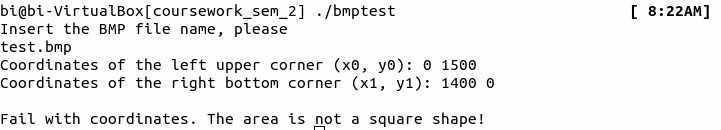 bi@bi-VirtualBox[coursework_sem_2] ./bmptest [ 8:22AM]
Insert the BMP file name, please
test.bmp
Coordinates of the left upper corner (x0, y0): 0 1500
Coordinates of the right bottom corner (x1, y1): 1400 0
Fail with coordinates. The area is not a square shape!